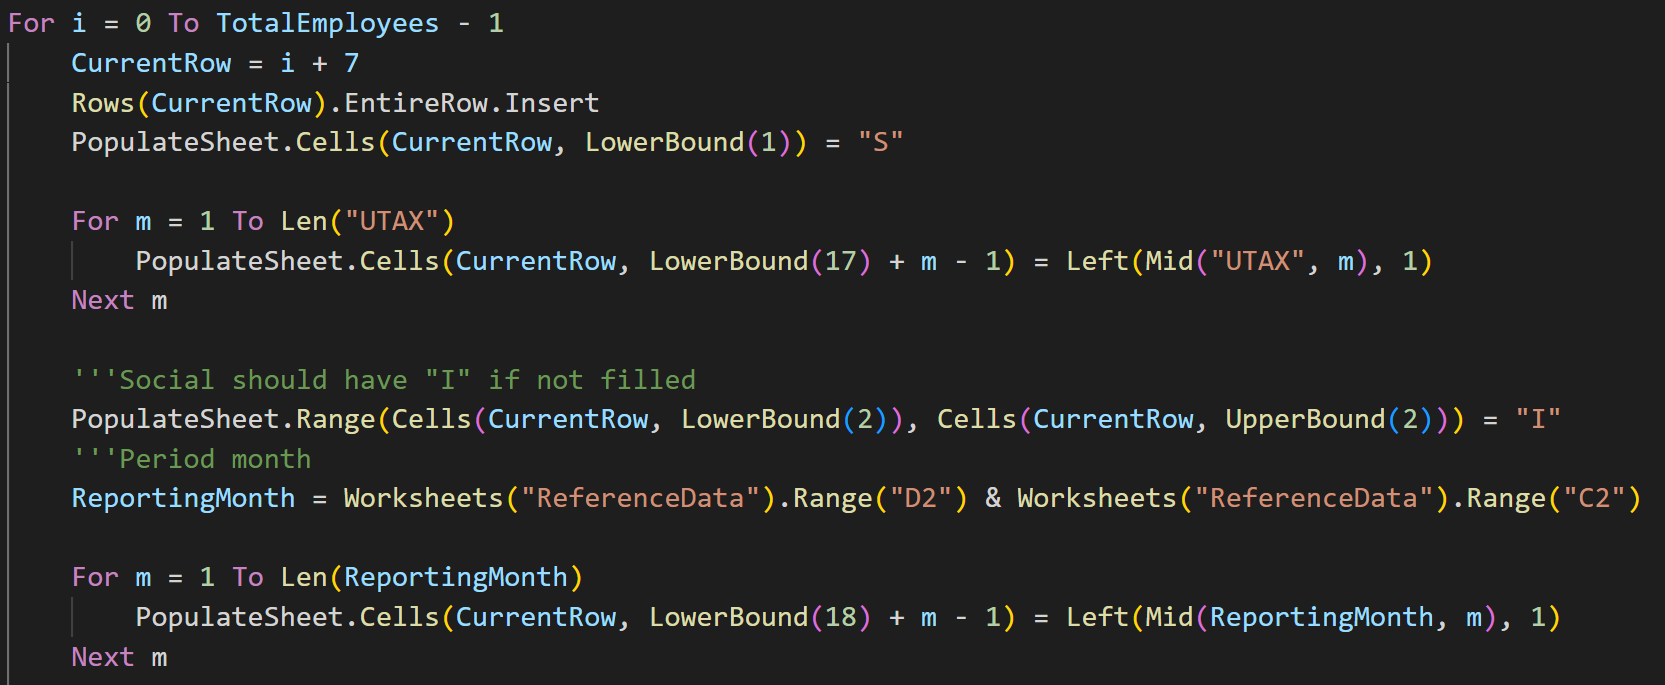 For i = 0 To TotalEmployees - 1
    CurrentRow = i + 7
    Rows(CurrentRow).EntireRow.Insert
    PopulateSheet.Cells(CurrentRow, LowerBound(1)) = "S"

    For m = 1 To Len("UTAX")
        PopulateSheet.Cells(CurrentRow, LowerBound(17) + m - 1) = Left(Mid("UTAX", m), 1)
    Next m

    '''Social should have "I" if not filled
    PopulateSheet.Range(Cells(CurrentRow, LowerBound(2)), Cells(CurrentRow, UpperBound(2))) = "I"
    '''Period month
    ReportingMonth = Worksheets("ReferenceData").Range("D2") & Worksheets("ReferenceData").Range("C2")

    For m = 1 To Len(ReportingMonth)
        PopulateSheet.Cells(CurrentRow, LowerBound(18) + m - 1) = Left(Mid(ReportingMonth, m), 1)
    Next m